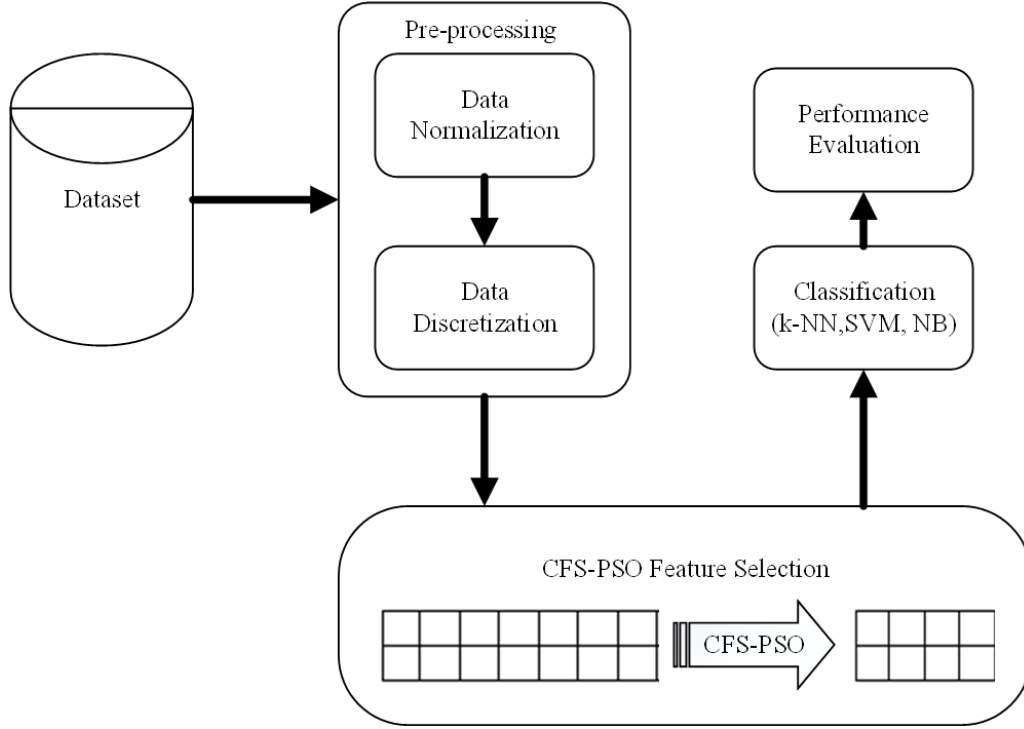 Dataset
Pre-processing
Data
Normalization
Data
Discretization
CFS-PSO Feature Selection
CFS-PSO
Classification
(k-NN,SVM, NB)
Performance
Evaluation